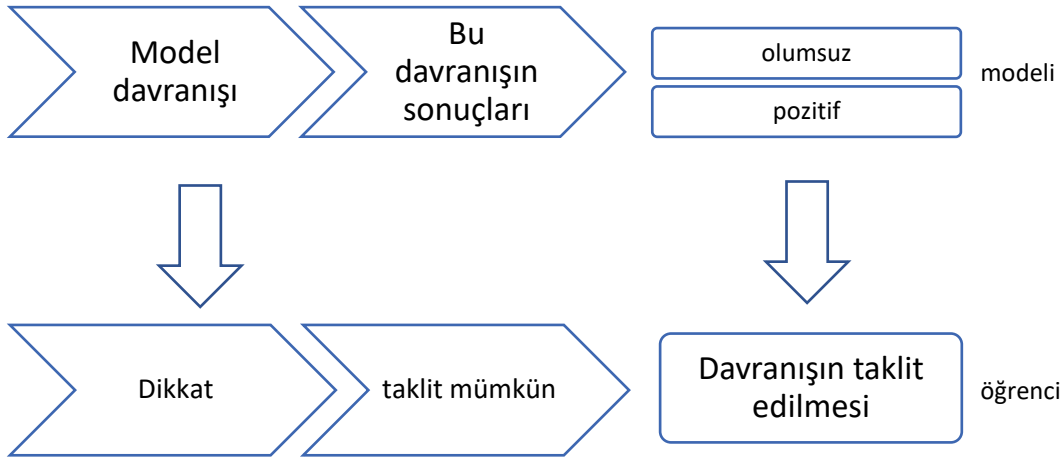 Model
davranışı
Bu
davranışın
sonuçları
olumsuz
pozitif
modeli
Dikkat
taklit mümkün
Davranışın taklit
edilmesi
öğrenci